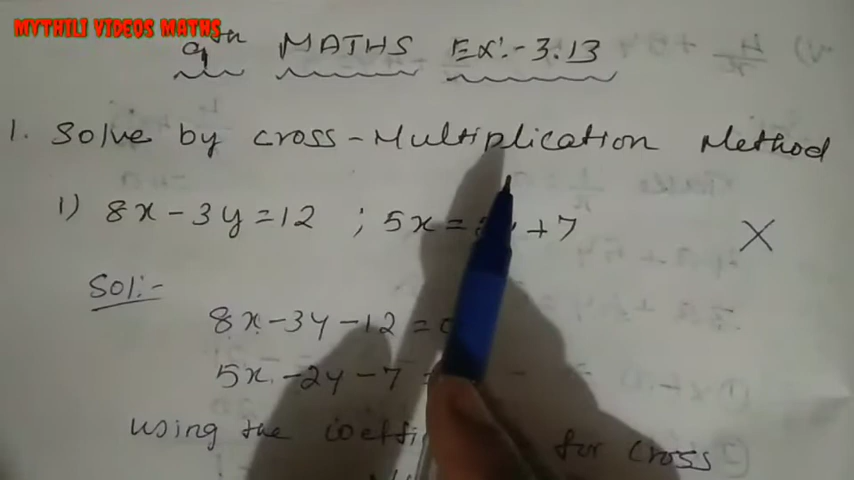 MYTHILI VIDEOS MATHS
9th MATHS Ex:-3.13
1. Solve by cross-Multiplication Method
1) 8x-3y=12 ; 5x= +7
Sol:-
8x-3y-12=0
5x-2y-7=
using the for cross